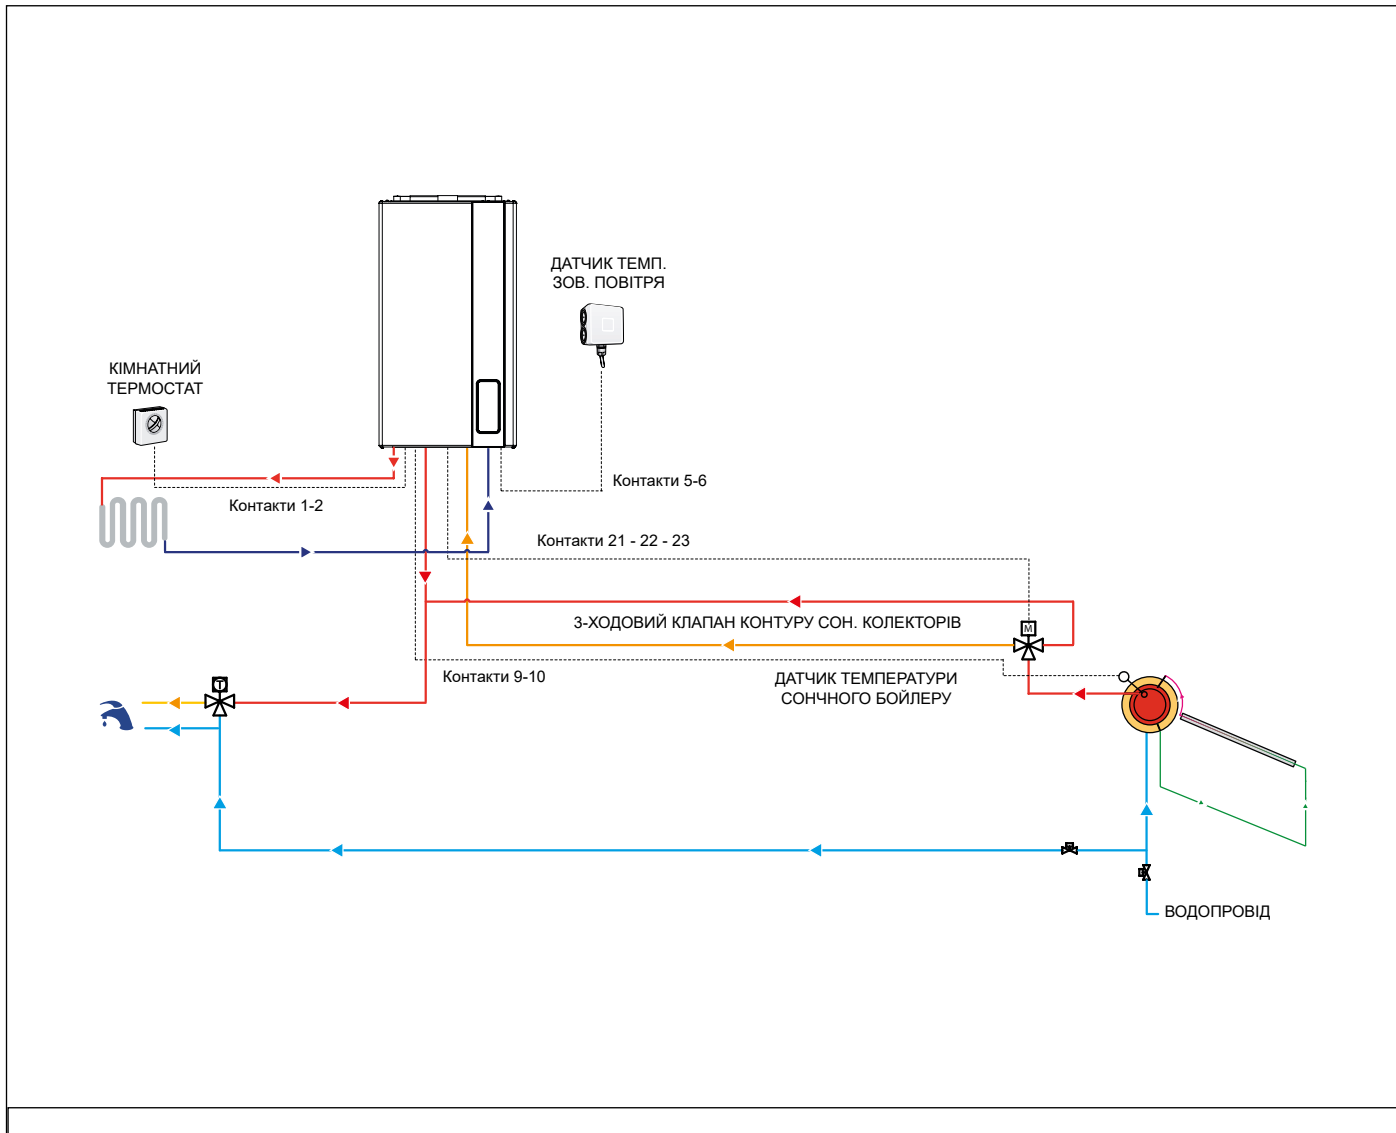 ДАТЧИК ТЕМП.
ЗОВ. ПОВІТРЯ
КІМНАТНИЙ
ТЕРМОСТАТ
Контакти 5-6
Контакти 1-2
Контакти 21 - 22 - 23
3-ХОДОВИЙ КЛАПАН КОНТУРУ СОН. КОЛЕКТОРІВ
M
Контакти 9-10
ДАТЧИК ТЕМПЕРАТУРИ
СОНЧНОГО БОЙЛЕРУ
T
ВОДОПРОВІД